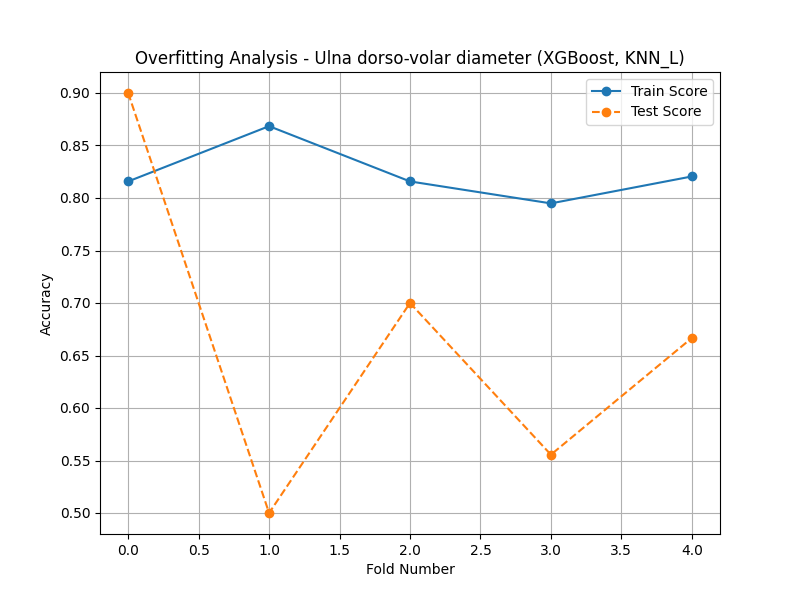 Overfitting Analysis - Ulna dorso-volar diameter (XGBoost, KNN_L)
Train Score
Test Score
0.90
0.85
0.80
0.75
0.70
0.65
0.60
0.55
0.50
Accuracy
0.0 0.5 1.0 1.5 2.0 2.5 3.0 3.5 4.0
Fold Number